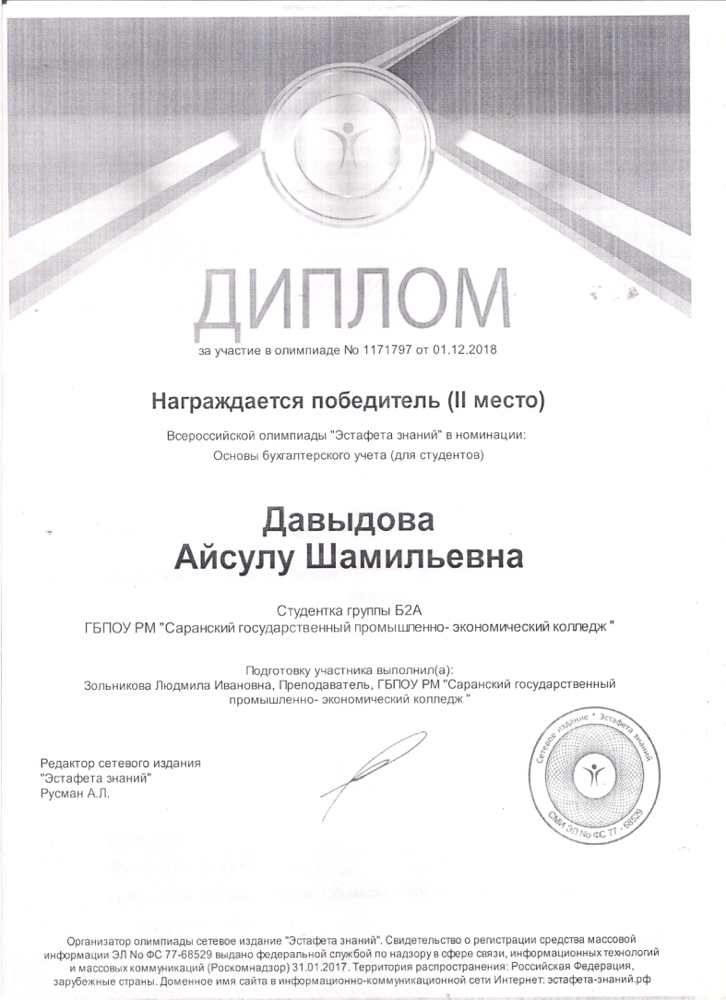 ДИПЛОМ
за участие в олимпиаде No 1171797 от 01.12.2018
Награждается победитель (II место)
Всероссийской олимпиады "Эстафета знаний" в номинации:
Основы бухгалтерского учета (для студентов)
Давыдова
Айсулу Шамильевна
Студентка группы Б2А
ГБПОУ РМ "Саранский государственный промышленно- экономический колледж "
Подготовку участника выполнил(а):
Зольникова Людмила Ивановна, Преподаватель, ГБПОУ РМ "Саранский государственный
промышленно- экономический колледж "
Редактор сетевого издания
"Эстафета знаний"
Русман А.Л.
Сетевое издание * Эстафета знаний
СМИ ЭЛ No ФС 77 - 68529
Организатор олимпиады сетевое издание "Эстафета знаний". Свидетельство о регистрации средства массовой
информации ЭЛ No ФС 77-68529 выдано федеральной службой по надзору в сфере связи, информационных технологий
и массовых коммуникаций (Роскомнадзор) 31.01.2017. Территория распространения: Российская Федерация,
зарубежные страны. Доменное имя сайта в информационно-коммуникационной сети Интернет: эстафета-знаний.рф